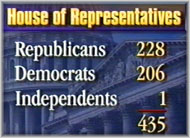 House of Representatives
Republicans 228
Democrats 206
Independents 1
435